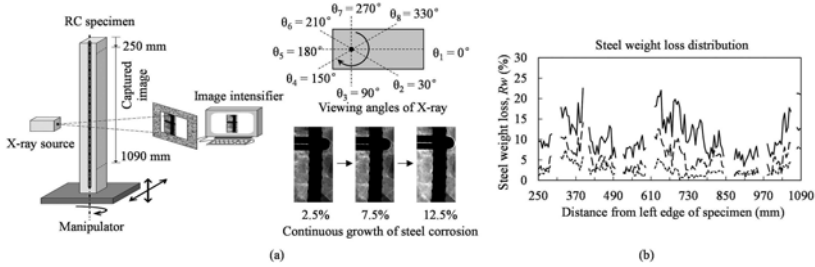 RC specimen
250 mm
Captured image
X-ray source
1090 mm
Manipulator
Image intensifier
θ₇ = 270°
θ₆ = 210°
θ₈ = 330°
θ₅ = 180°
θ₁ = 0°
θ₄ = 150°
θ₂ = 30°
θ₃ = 90°
Viewing angles of X-ray
2.5%
7.5%
12.5%
Continuous growth of steel corrosion
(a)
Steel weight loss distribution
Steel weight loss, Rw (%)
30
25
20
15
10
5
0
250 370 490 610 730 850 970 1090
Distance from left edge of specimen (mm)
(b)